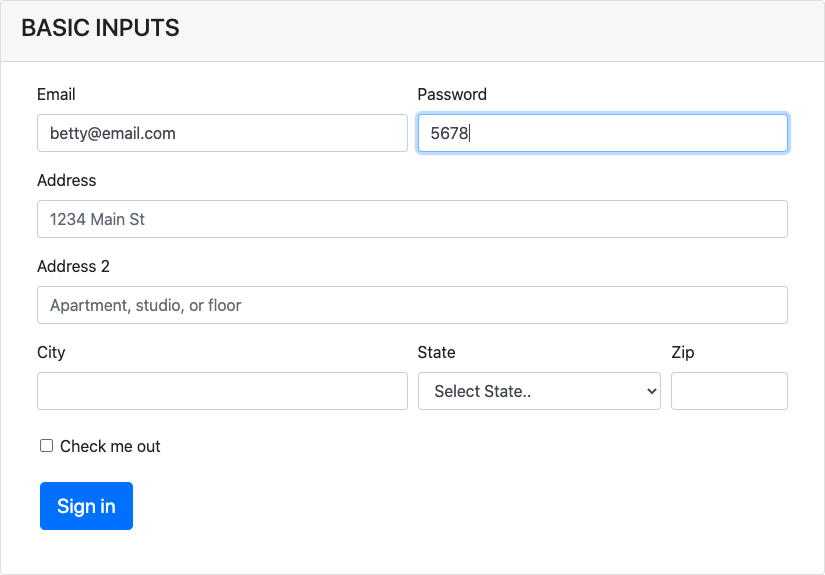 BASIC INPUTS
Email Password
betty@email.com 5678
Address
1234 Main St
Address 2
Apartment, studio, or floor
City State Zip
Select State..
Check me out
Sign in